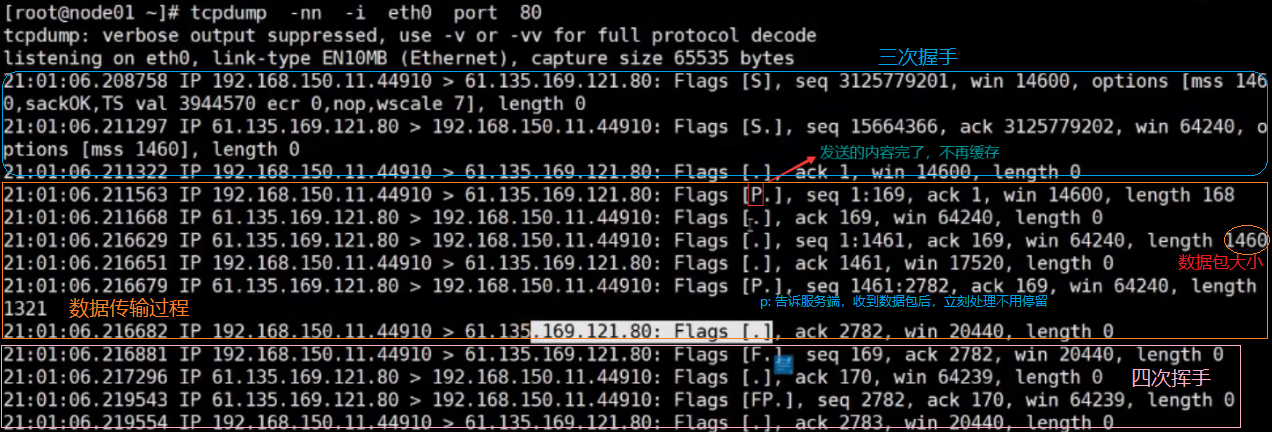 [root@node01 ~]# tcpdump  -nn  -i  eth0  port  80
tcpdump: verbose output suppressed, use -v or -vv for full protocol decode
listening on eth0, link-type EN10MB (Ethernet), capture size 65535 bytes
三次握手
21:01:06.208758 IP 192.168.150.11.44910 > 61.135.169.121.80: Flags [S], seq 3125779201, win 14600, options [mss 146
0,sackOK,TS val 3944570 ecr 0,nop,wscale 7], length 0
21:01:06.211297 IP 61.135.169.121.80 > 192.168.150.11.44910: Flags [S.], seq 15664366, ack 3125779202, win 64240, o
ptions [mss 1460], length 0
发送的内容完了，不再缓存
21:01:06.211322 IP 192.168.150.11.44910 > 61.135.169.121.80: Flags [.], ack 1, win 14600, length 0
21:01:06.211563 IP 192.168.150.11.44910 > 61.135.169.121.80: Flags [P.], seq 1:169, ack 1, win 14600, length 168
21:01:06.211668 IP 61.135.169.121.80 > 192.168.150.11.44910: Flags [.], ack 169, win 64240, length 0
21:01:06.216629 IP 61.135.169.121.80 > 192.168.150.11.44910: Flags [.], seq 1:1461, ack 169, win 64240, length 1460
21:01:06.216651 IP 192.168.150.11.44910 > 61.135.169.121.80: Flags [.], ack 1461, win 17520, length 0
数据包大小
21:01:06.216679 IP 61.135.169.121.80 > 192.168.150.11.44910: Flags [P.], seq 1461:2782, ack 169, win 64240, length
1321
数据传输过程
p: 告诉服务端，收到数据包后，立刻处理不用停留
21:01:06.216682 IP 192.168.150.11.44910 > 61.135.169.121.80: Flags [.], ack 2782, win 20440, length 0
21:01:06.216881 IP 192.168.150.11.44910 > 61.135.169.121.80: Flags [F.], seq 169, ack 2782, win 20440, length 0
21:01:06.217296 IP 61.135.169.121.80 > 192.168.150.11.44910: Flags [.], ack 170, win 64239, length 0
四次挥手
21:01:06.219543 IP 61.135.169.121.80 > 192.168.150.11.44910: Flags [FP.], seq 2782, ack 170, win 64239, length 0
21:01:06.219554 IP 192.168.150.11.44910 > 61.135.169.121.80: Flags [.], ack 2783, win 20440, length 0